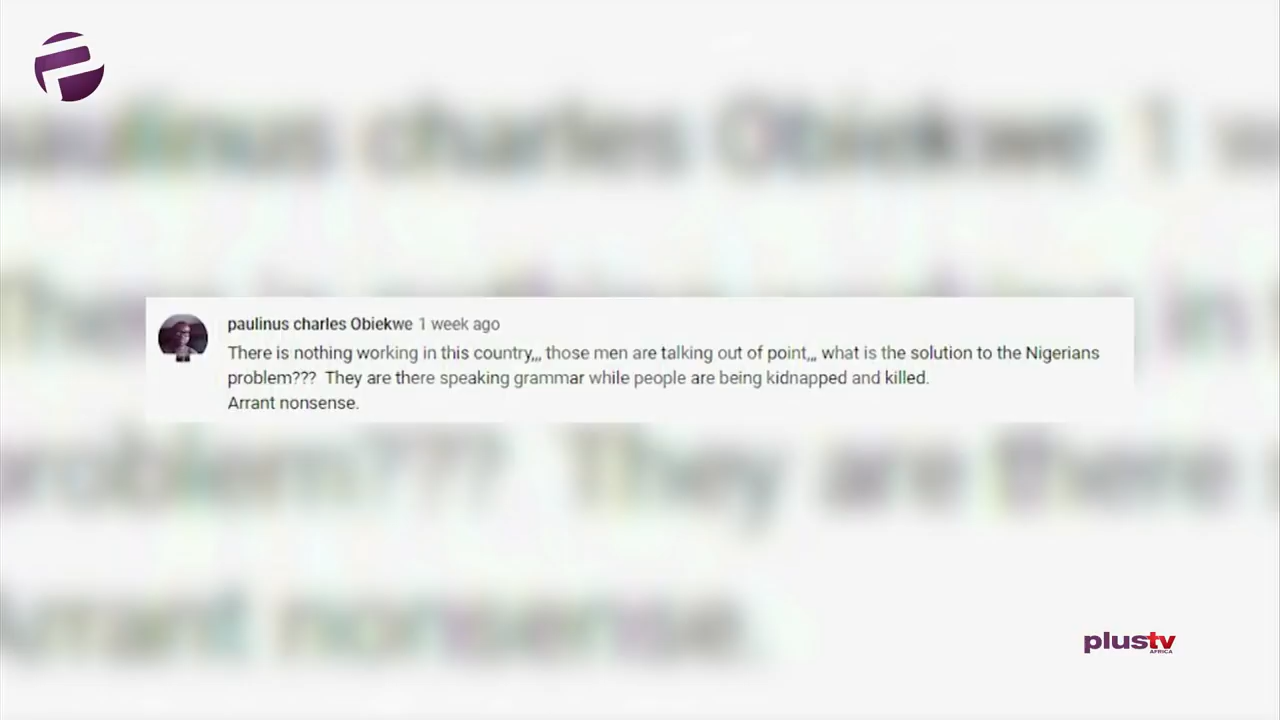 paulinus charles Obiekwe 1 week ago
There is nothing working in this country,,, those men are talking out of point,,, what is the solution to the Nigerians
problem??? They are there speaking grammar while people are being kidnapped and killed.
Arrant nonsense.
plustv
AFRICA